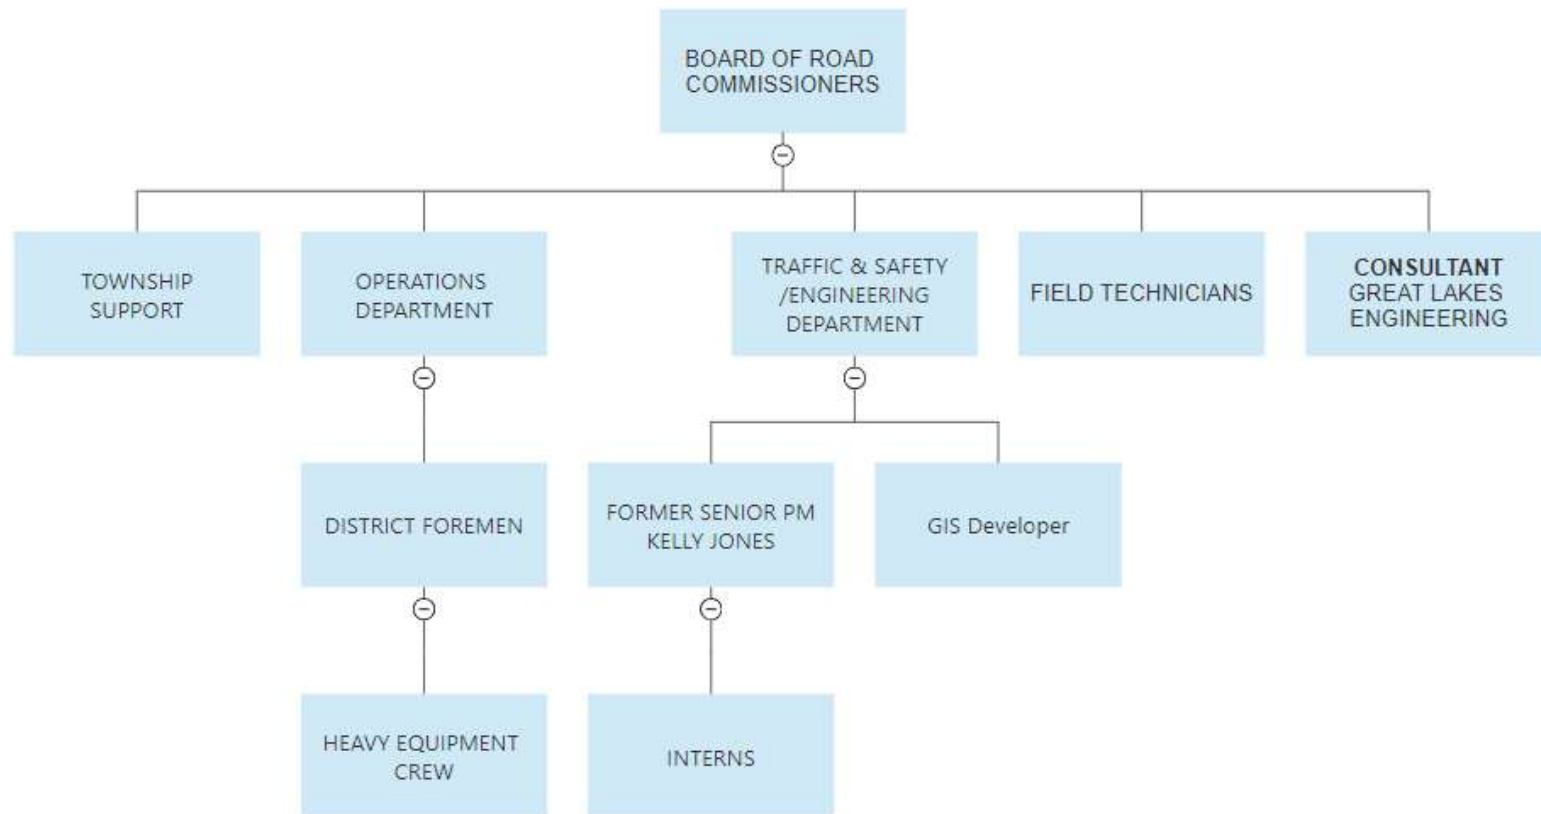 BOARD OF ROAD
COMMISSIONERS
TOWNSHIP
SUPPORT
OPERATIONS
DEPARTMENT
TRAFFIC & SAFETY
/ENGINEERING
DEPARTMENT
FIELD TECHNICIANS
CONSULTANT
GREAT LAKES
ENGINEERING
DISTRICT FOREMEN
FORMER SENIOR PM
KELLY JONES
GIS Developer
HEAVY EQUIPMENT
CREW
INTERNS